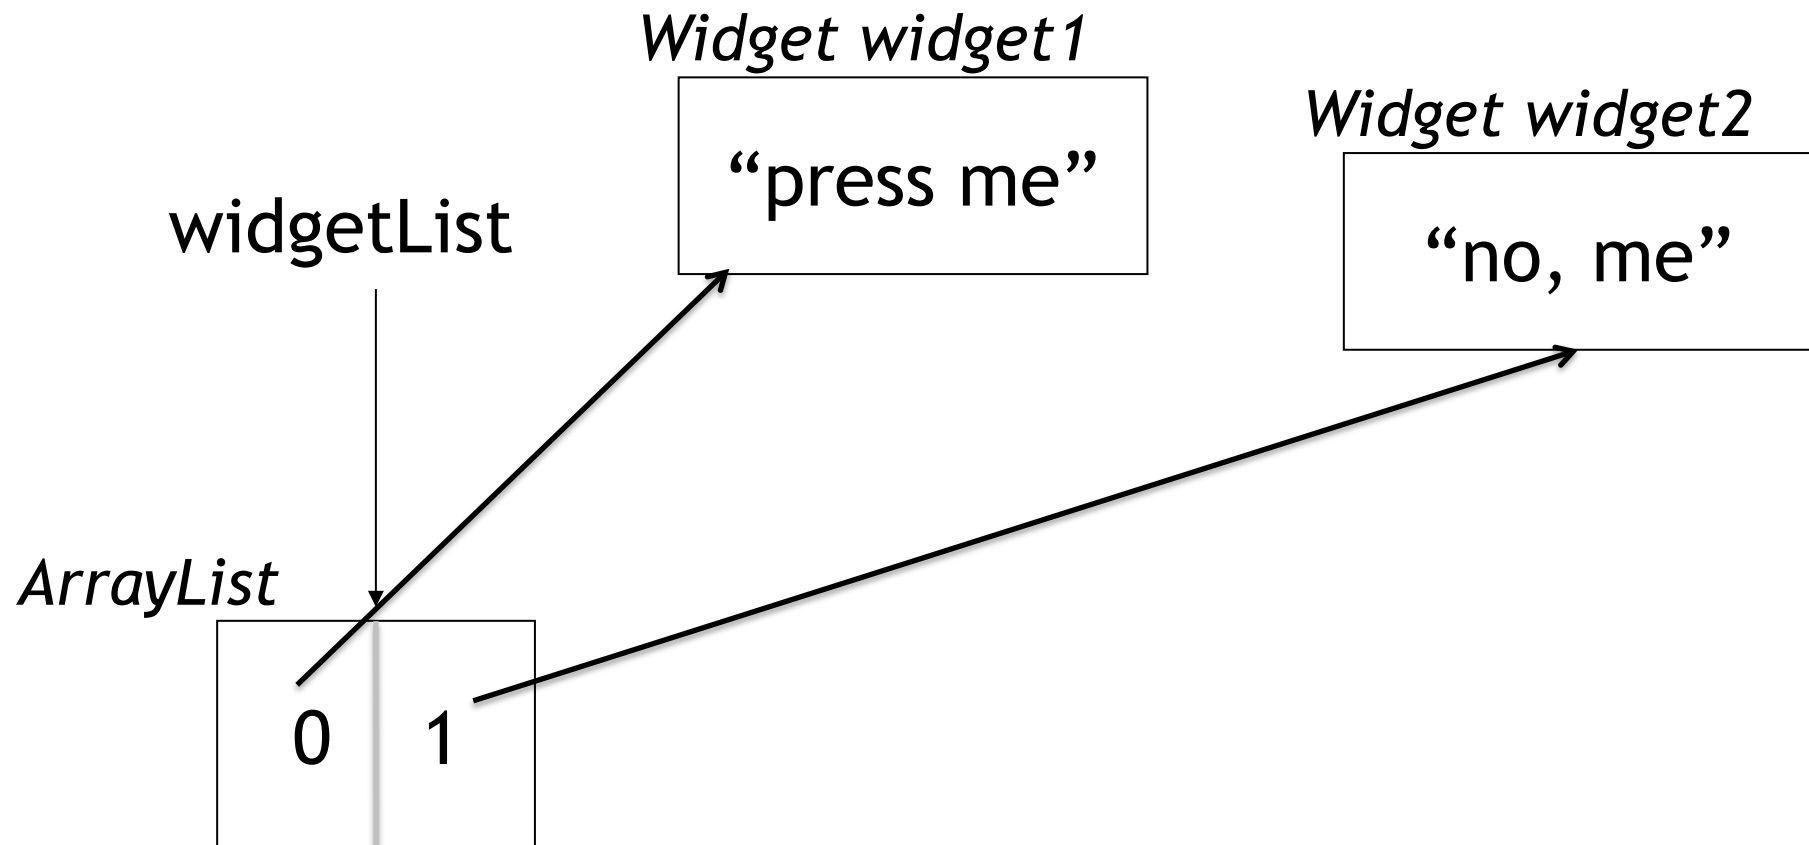 Widget widget1
“press me”
Widget widget2
“no, me”
widgetList
ArrayList
0 1